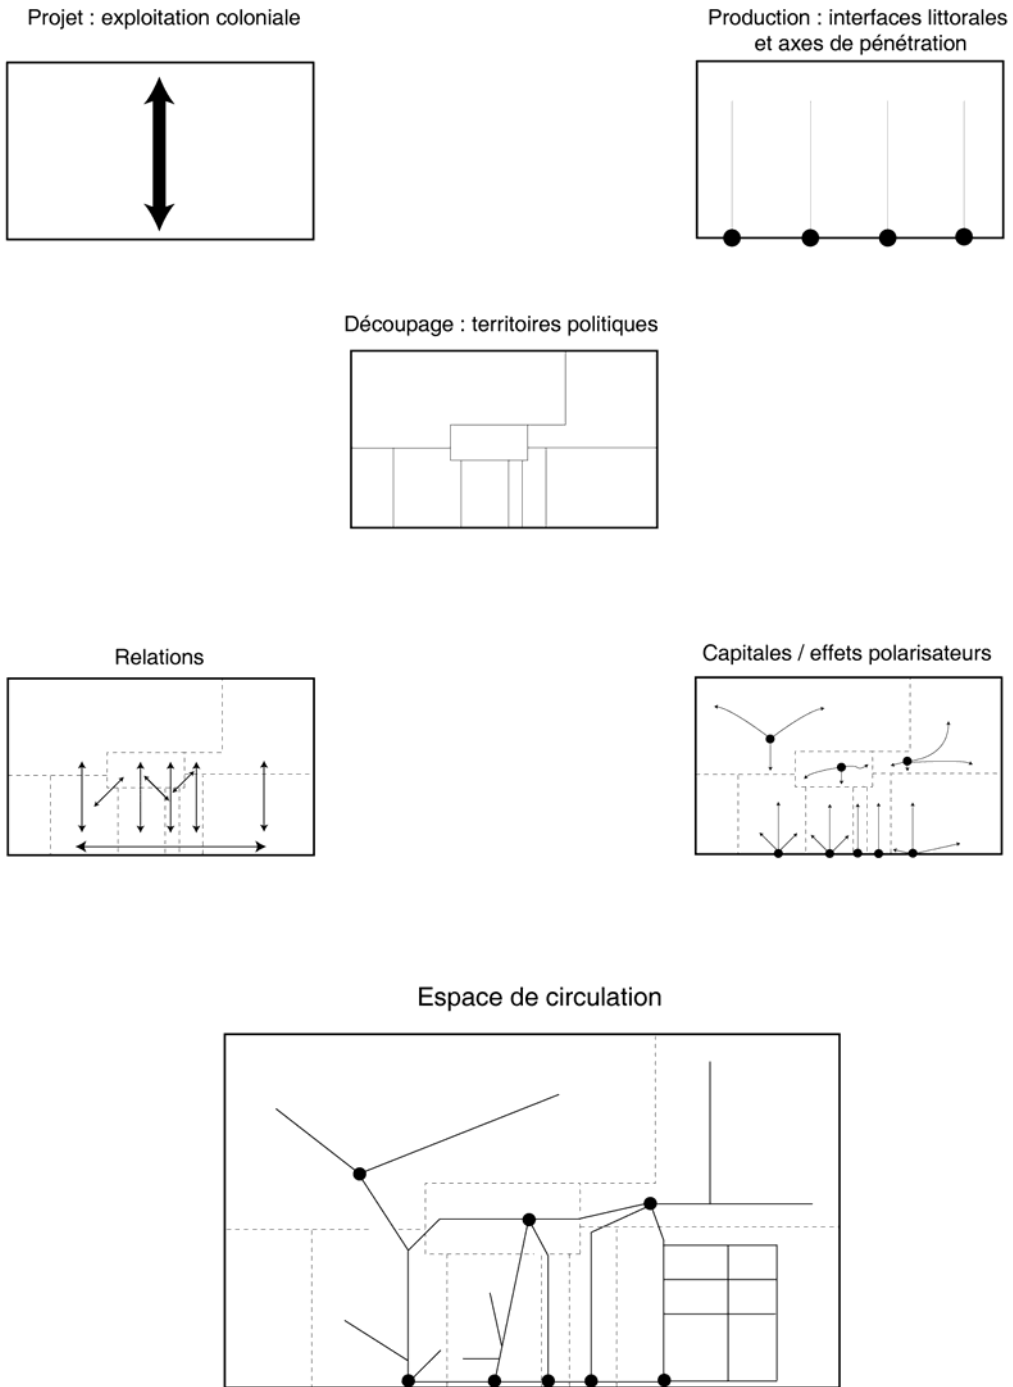 Projet : exploitation coloniale
Production : interfaces littorales
et axes de pénétration
Découpage : territoires politiques
Relations
Capitales / effets polarisateurs
Espace de circulation